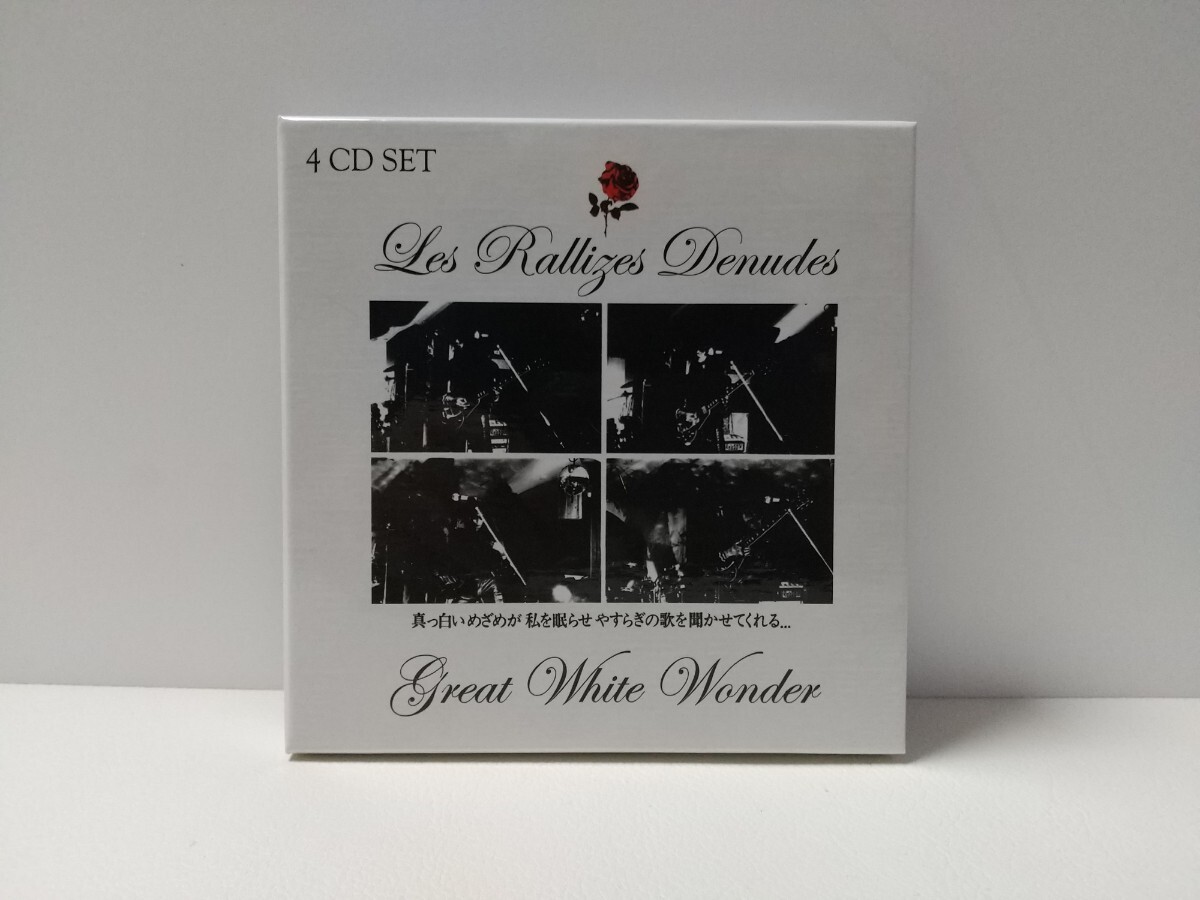 4 CD SET
Les Rallizes Denudes
真っ白いめざめが 私を眠らせ やすらぎの歌を聞かせてくれる...
Great White Wonder